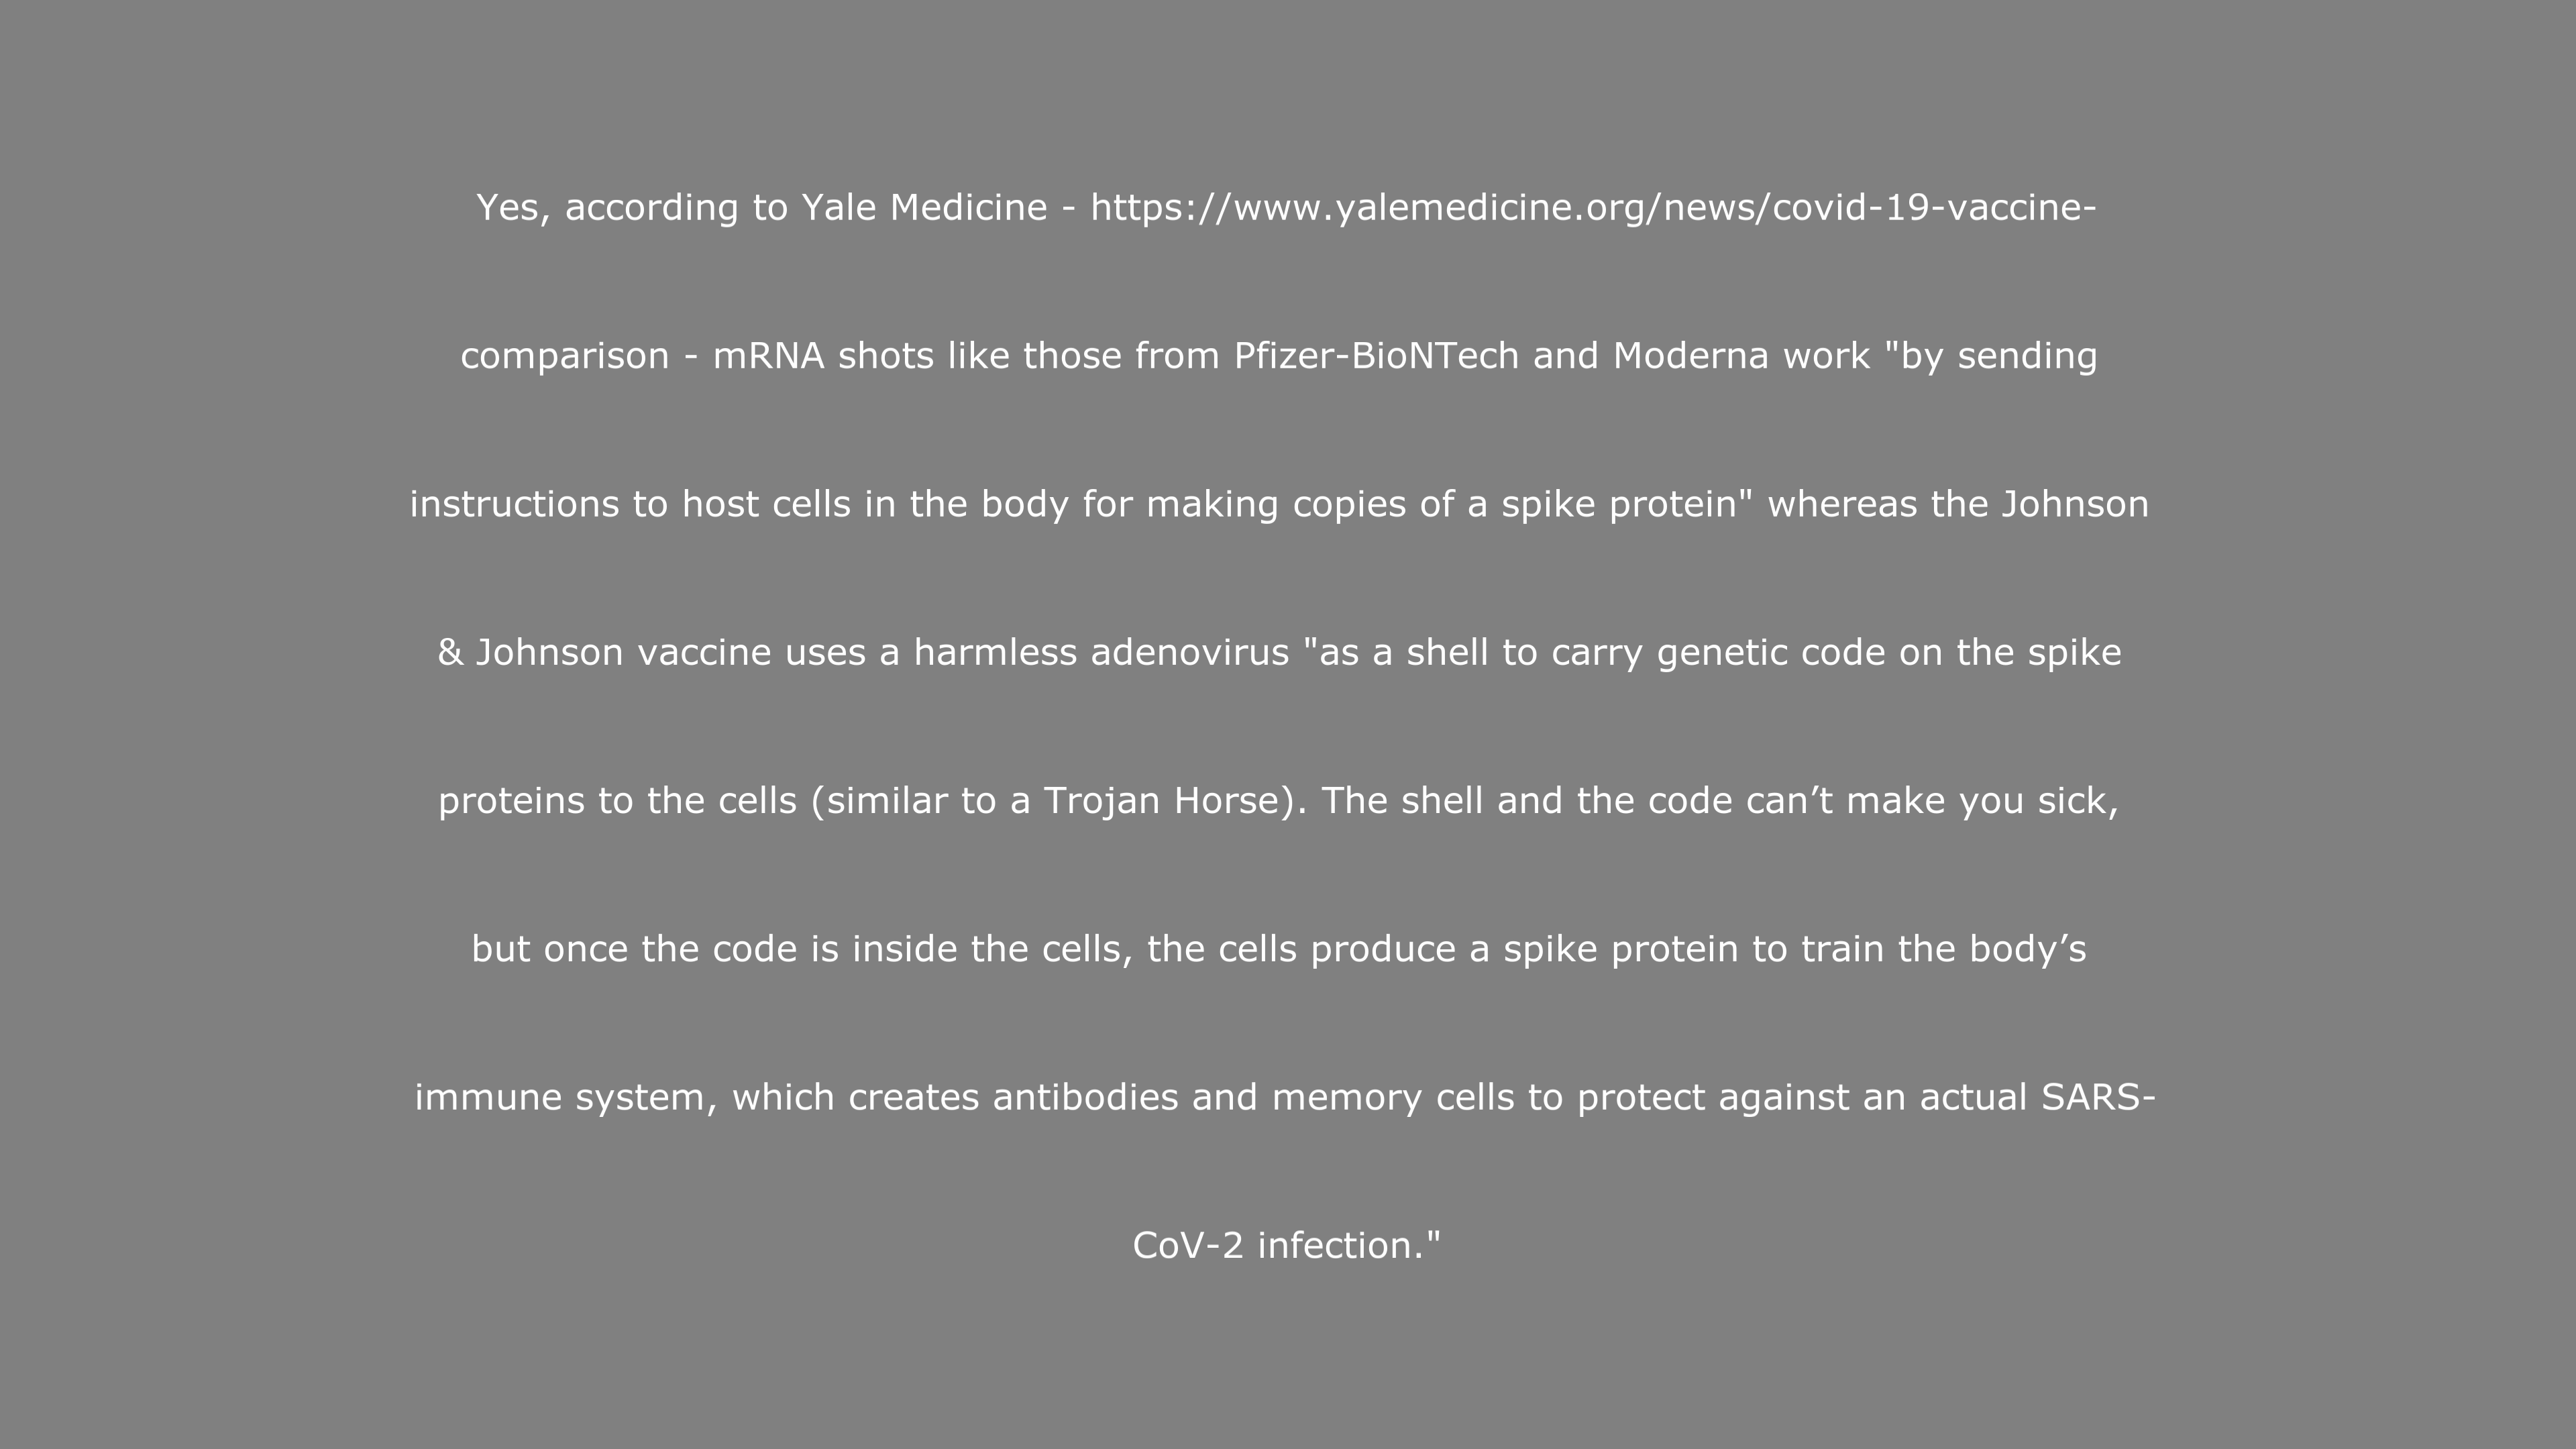 Yes, according to Yale Medicine - https://www.yalemedicine.org/news/covid-19-vaccine-
comparison - mRNA shots like those from Pfizer-BioNTech and Moderna work "by sending
instructions to host cells in the body for making copies of a spike protein" whereas the Johnson
& Johnson vaccine uses a harmless adenovirus "as a shell to carry genetic code on the spike
proteins to the cells (similar to a Trojan Horse). The shell and the code can’t make you sick,
but once the code is inside the cells, the cells produce a spike protein to train the body’s
immune system, which creates antibodies and memory cells to protect against an actual SARS-
CoV-2 infection."